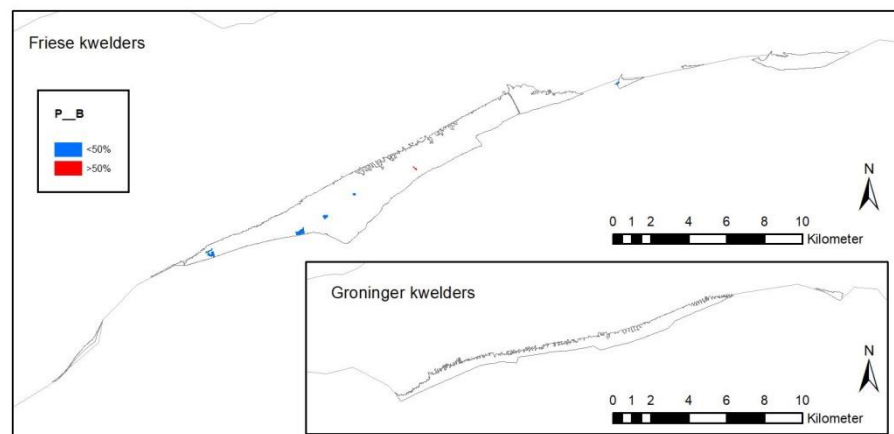 Friese kwelders
P__B
<50%
>50%
N
0 1 2 4 6 8 10
Kilometer
Groninger kwelders
N
0 1 2 4 6 8 10
Kilometer